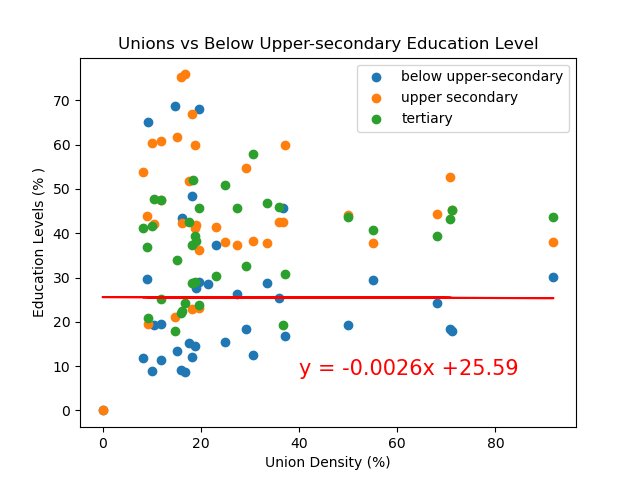 Unions vs Below Upper-secondary Education Level
below upper-secondary
upper secondary
tertiary
70
60
50
40
30
20
10
0
Education Levels (% )
y = -0.0026x +25.59
0 20 40 60 80
Union Density (%)